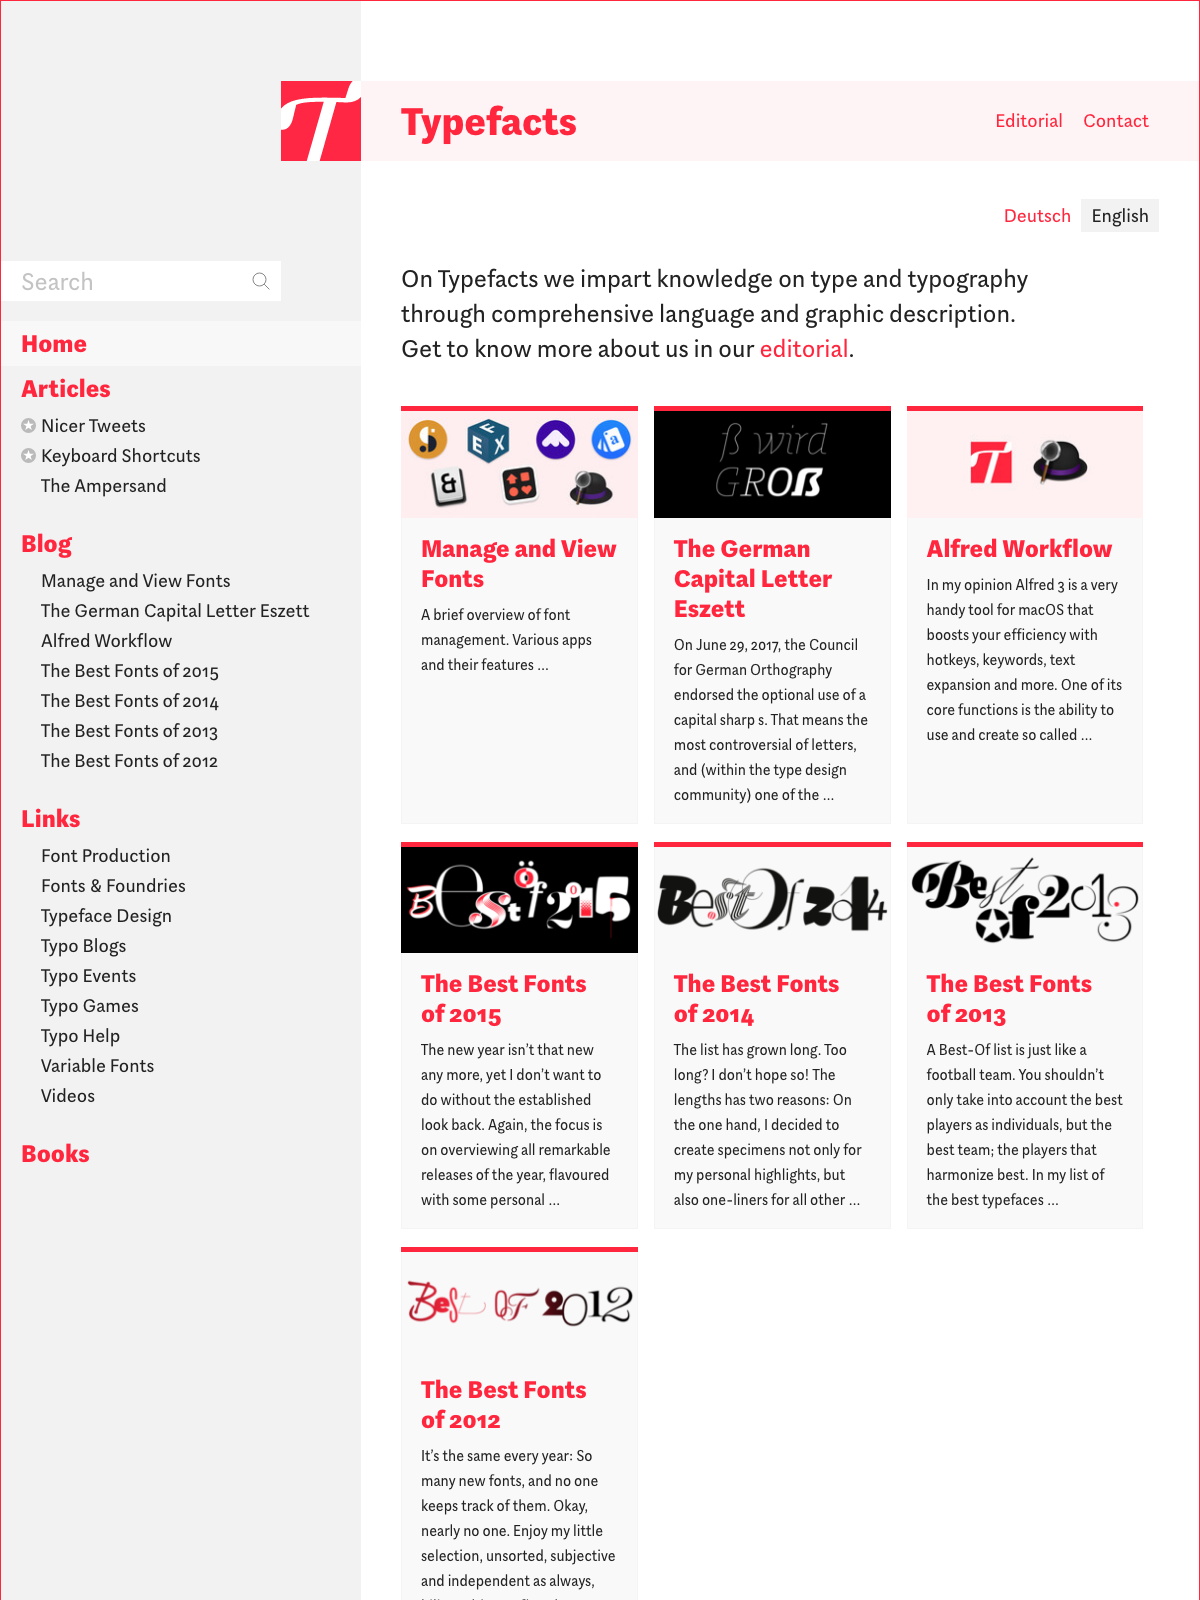 Typefacts
Editorial
Contact
Deutsch
English
Search
Home
Articles
Nicer Tweets
Keyboard Shortcuts
The Ampersand
Blog
Manage and View Fonts
The German Capital Letter Eszett
Alfred Workflow
The Best Fonts of 2015
The Best Fonts of 2014
The Best Fonts of 2013
The Best Fonts of 2012
Links
Font Production
Fonts & Foundries
Typeface Design
Typo Blogs
Typo Events
Typo Games
Typo Help
Variable Fonts
Videos
Books
On Typefacts we impart knowledge on type and typography
through comprehensive language and graphic description.
Get to know more about us in our editorial.
F
E X
a
&
Manage and View
Fonts
A brief overview of font
management. Various apps
and their features ...
ß wird
GROẞ
The German
Capital Letter
Eszett
On June 29, 2017, the Council
for German Orthography
endorsed the optional use of a
capital sharp s. That means the
most controversial of letters,
and (within the type design
community) one of the ...
T
Alfred Workflow
In my opinion Alfred 3 is a very
handy tool for macOS that
boosts your efficiency with
hotkeys, keywords, text
expansion and more. One of its
core functions is the ability to
use and create so called ...
Best öf 2015
The Best Fonts
of 2015
The new year isn’t that new
any more, yet I don’t want to
do without the established
look back. Again, the focus is
on overviewing all remarkable
releases of the year, flavoured
with some personal ...
Best Of 2014
The Best Fonts
of 2014
The list has grown long. Too
long? I don’t hope so! The
lengths has two reasons: On
the one hand, I decided to
create specimens not only for
my personal highlights, but
also one-liners for all other ...
Best
of 2013
The Best Fonts
of 2013
A Best-Of list is just like a
football team. You shouldn’t
only take into account the best
players as individuals, but the
best team; the players that
harmonize best. In my list of
the best typefaces ...
Best OF 2012
The Best Fonts
of 2012
It’s the same every year: So
many new fonts, and no one
keeps track of them. Okay,
nearly no one. Enjoy my little
selection, unsorted, subjective
and independent as always,